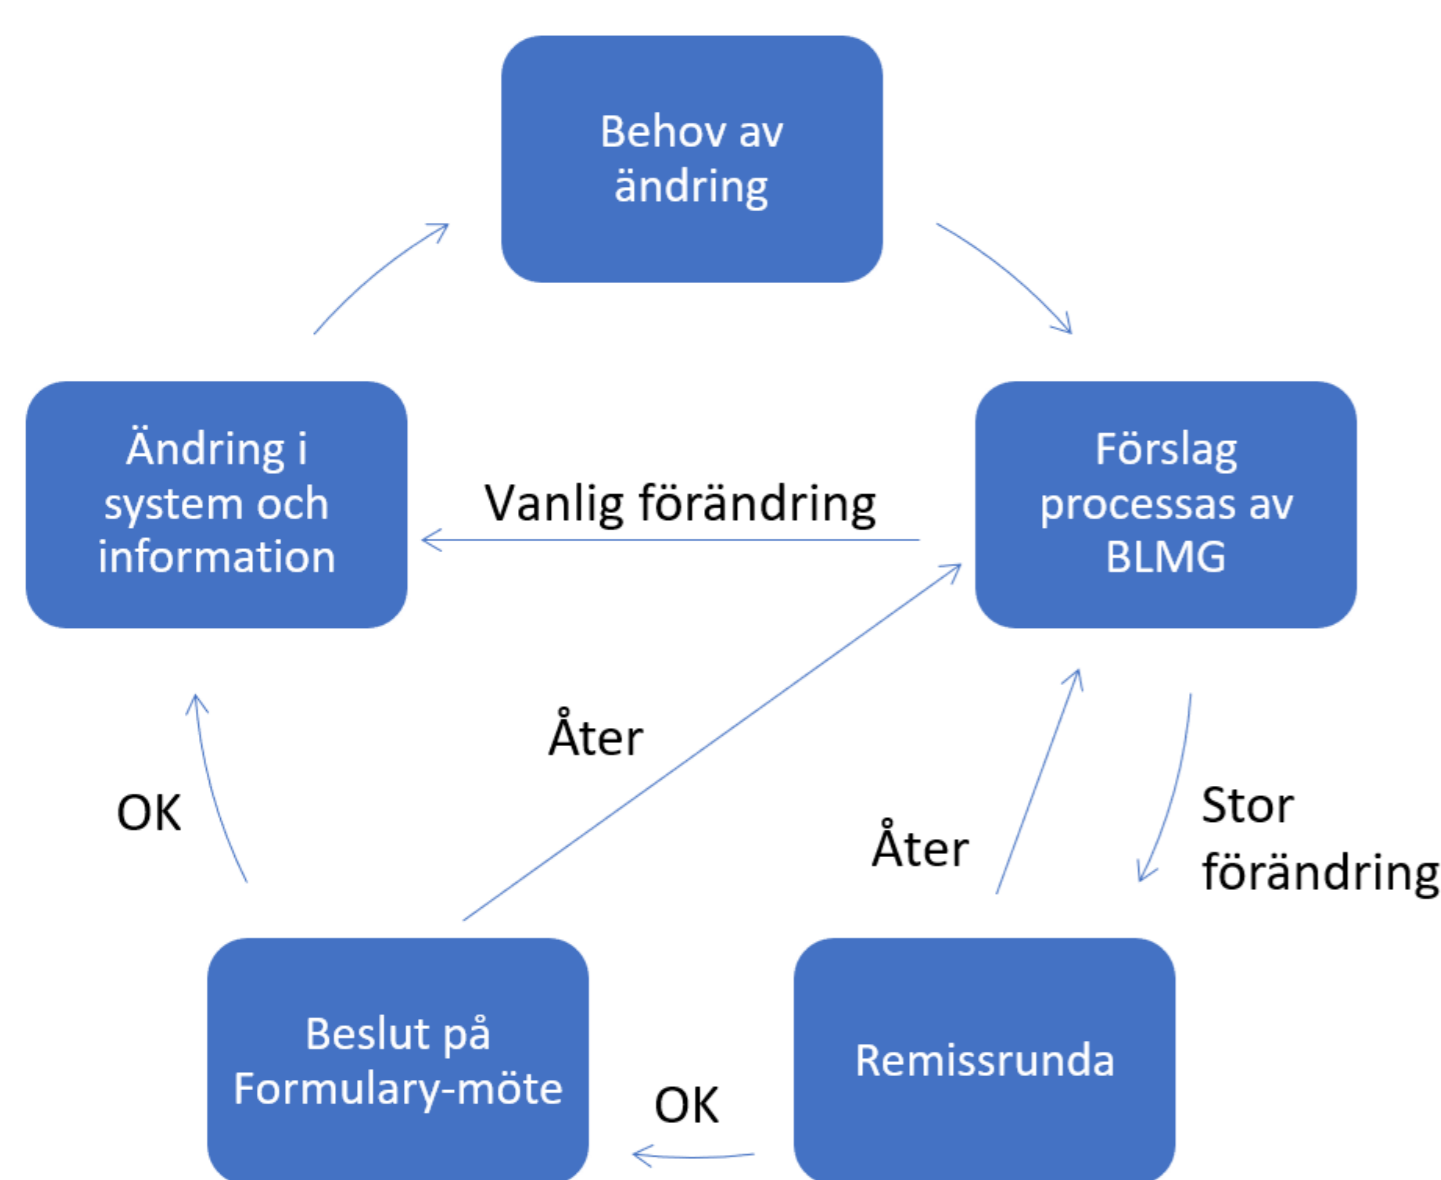 Behov av
ändring
Ändring i
system och
information
Vanlig förändring
Förslag
processas av
BLMG
Åter
OK
Åter
Stor
förändring
Beslut på
Formulary-möte
OK
Remissrunda